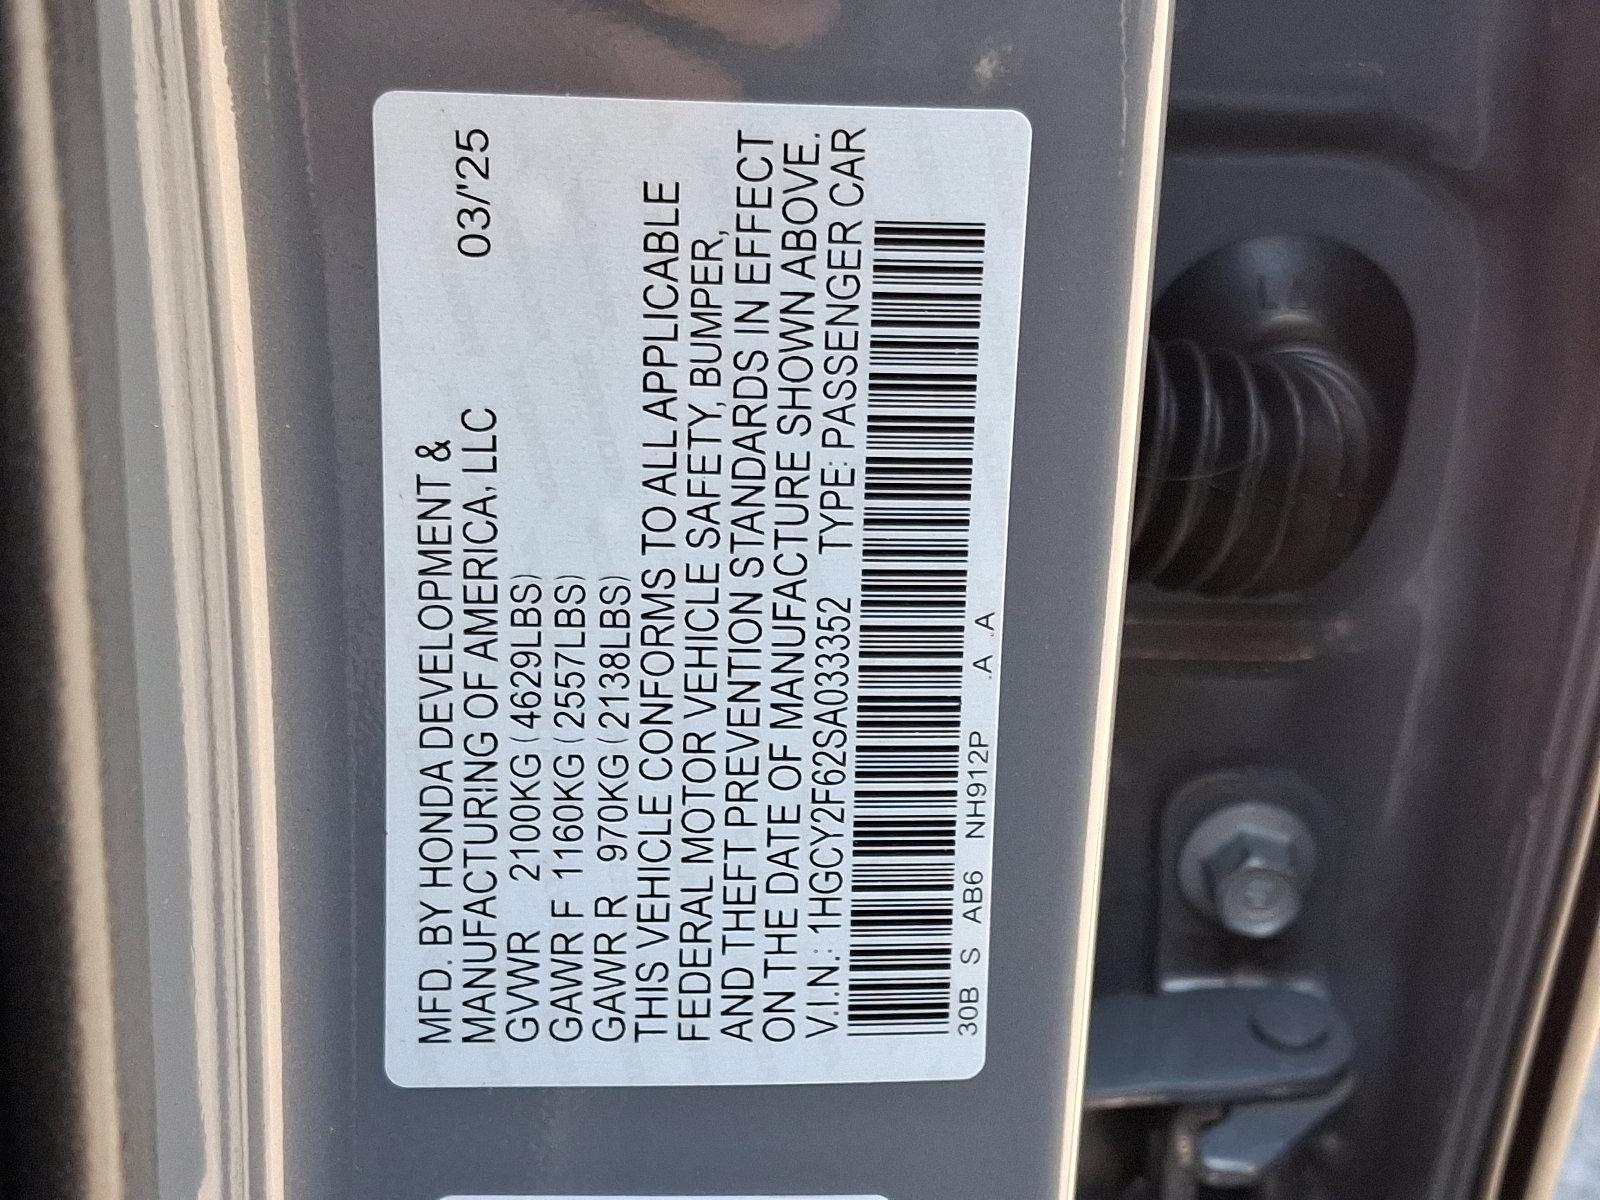 MFD. BY HONDA DEVELOPMENT &
MANUFACTURING OF AMERICA, LLC 03/'25
GVWR 2100KG (4629LBS)
GAWR F 1160KG (2557LBS)
GAWR R 970KG (2138LBS)
THIS VEHICLE CONFORMS TO ALL APPLICABLE
FEDERAL MOTOR VEHICLE SAFETY, BUMPER,
AND THEFT PREVENTION STANDARDS IN EFFECT
ON THE DATE OF MANUFACTURE SHOWN ABOVE.
V.I.N.: 1HGCY2F62SA033352 TYPE: PASSENGER CAR
30B S AB6 NH912P .A .A